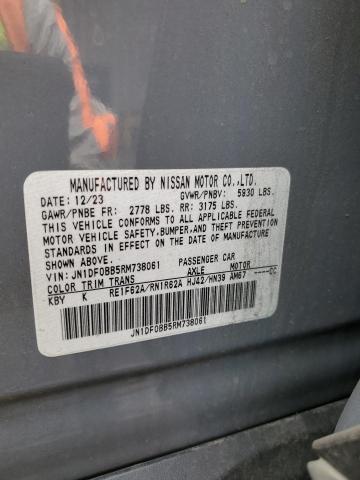 MANUFACTURED BY NISSAN MOTOR CO.,LTD.
DATE: 12/23 GVWR/PNBV: 5930 LBS.
GAWR/PNBE FR: 2778 LBS. RR: 3175 LBS.
THIS VEHICLE CONFORMS TO ALL APPLICABLE FEDERAL
MOTOR VEHICLE SAFETY, BUMPER, AND THEFT PREVENTION
STANDARDS IN EFFECT ON THE DATE OF MANUFACTURE
SHOWN ABOVE.
VIN: JN1DF0BB5RM738061 PASSENGER CAR
COLOR TRIM TRANS AXLE MOTOR
KBY K RE1F62A/RN1R62A HJ42/HN39 AM67 ----CC
JN1DF0BB5RM738061